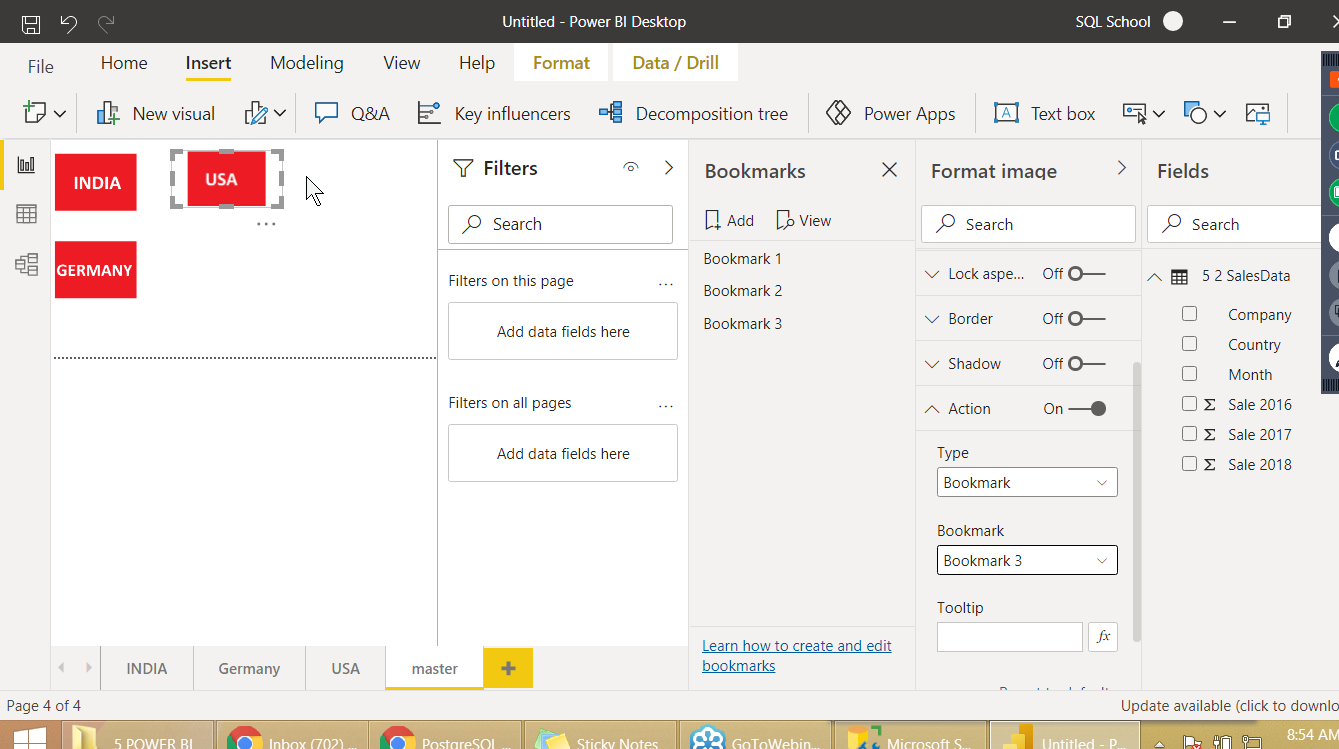 Untitled - Power BI Desktop
SQL School
File
Home
Insert
Modeling
View
Help
Format
Data / Drill
New visual
Q&A
Key influencers
Decomposition tree
Power Apps
Text box
INDIA
USA
GERMANY
Filters
Search
Filters on this page
...
Add data fields here
Filters on all pages
...
Add data fields here
Bookmarks
Add
View
Bookmark 1
Bookmark 2
Bookmark 3
Learn how to create and edit
bookmarks
Format image
Search
Lock aspe...
Off
Border
Off
Shadow
Off
Action
On
Type
Bookmark
Bookmark
Bookmark 3
Tooltip
fx
Fields
Search
5 2 SalesData
Company
Country
Month
Σ Sale 2016
Σ Sale 2017
Σ Sale 2018
INDIA
Germany
USA
master
Page 4 of 4
Update available (click to downlo
5 POWER BI
Inbox (702) ...
PostgreSQL ...
Sticky Notes
GoToWebin...
Microsoft S...
Untitled - P...
8:54 AM